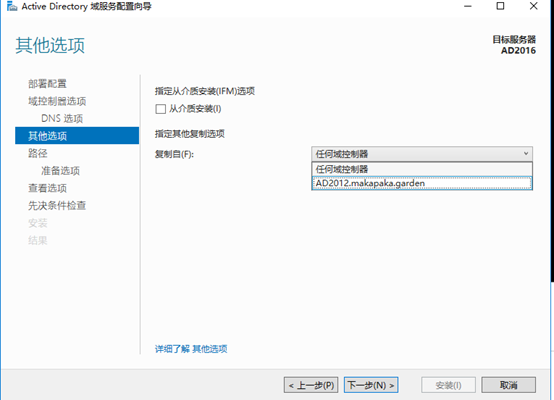 Active Directory 域服务配置向导
其他选项
目标服务器
AD2016
部署配置
域控制器选项
DNS 选项
其他选项
路径
准备选项
查看选项
先决条件检查
安装
结果
指定从介质安装(IFM)选项
从介质安装(I)
指定其他复制选项
复制自(F):
任何域控制器
任何域控制器
AD2012.makapaka.garden
详细了解 其他选项
< 上一步(P)
下一步(N) >
安装(I)
取消